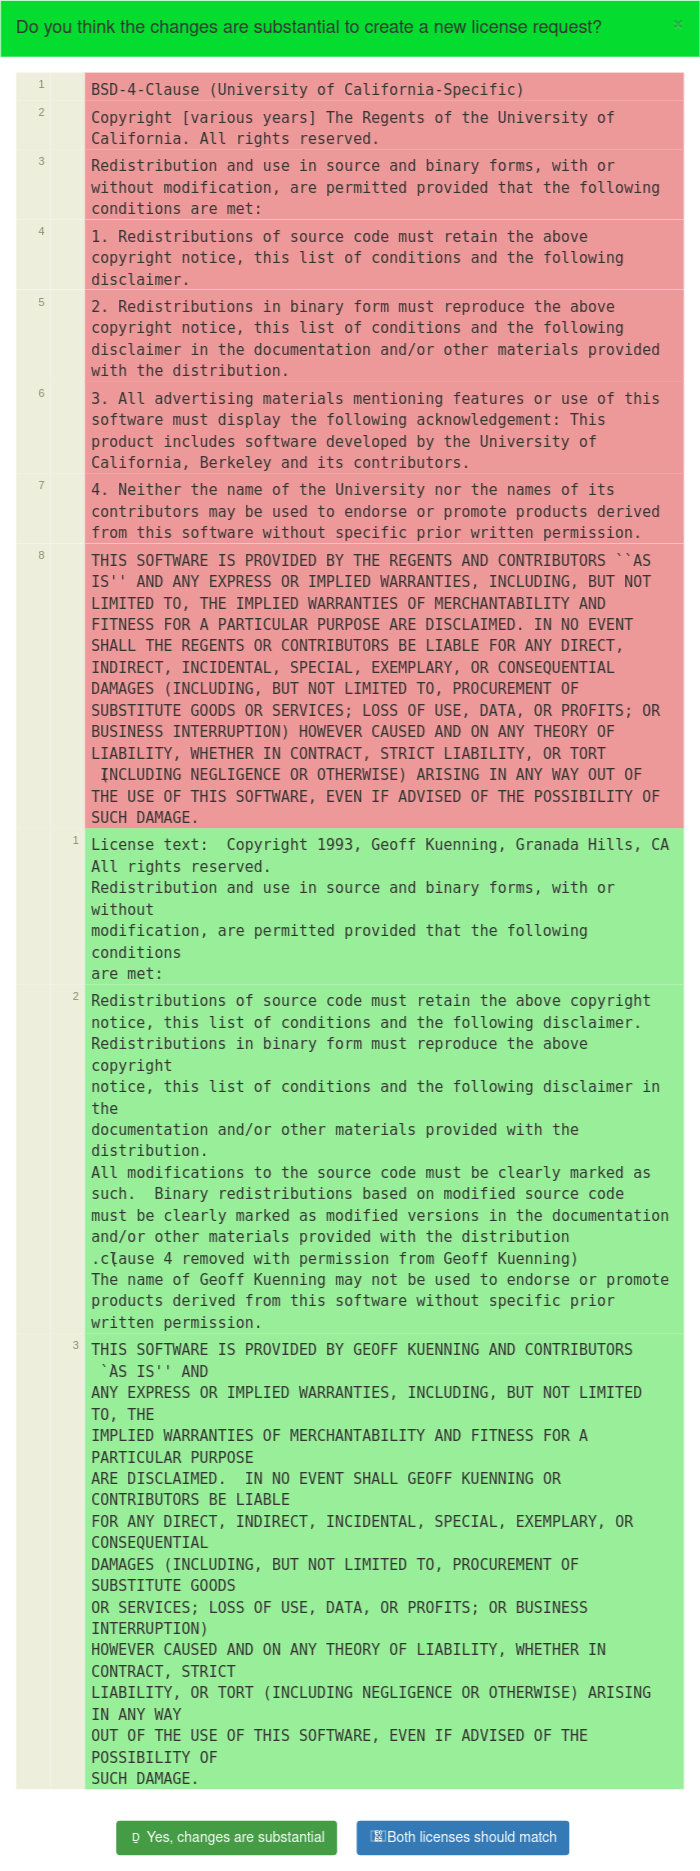 Do you think the changes are substantial to create a new license request? ×
1 BSD-4-Clause (University of California-Specific)
2 Copyright [various years] The Regents of the University of
California. All rights reserved.
3 Redistribution and use in source and binary forms, with or
without modification, are permitted provided that the following
conditions are met:
4 1. Redistributions of source code must retain the above
copyright notice, this list of conditions and the following
disclaimer.
5 2. Redistributions in binary form must reproduce the above
copyright notice, this list of conditions and the following
disclaimer in the documentation and/or other materials provided
with the distribution.
6 3. All advertising materials mentioning features or use of this
software must display the following acknowledgement: This
product includes software developed by the University of
California, Berkeley and its contributors.
7 4. Neither the name of the University nor the names of its
contributors may be used to endorse or promote products derived
from this software without specific prior written permission.
8 THIS SOFTWARE IS PROVIDED BY THE REGENTS AND CONTRIBUTORS ``AS
IS'' AND ANY EXPRESS OR IMPLIED WARRANTIES, INCLUDING, BUT NOT
LIMITED TO, THE IMPLIED WARRANTIES OF MERCHANTABILITY AND
FITNESS FOR A PARTICULAR PURPOSE ARE DISCLAIMED. IN NO EVENT
SHALL THE REGENTS OR CONTRIBUTORS BE LIABLE FOR ANY DIRECT,
INDIRECT, INCIDENTAL, SPECIAL, EXEMPLARY, OR CONSEQUENTIAL
DAMAGES (INCLUDING, BUT NOT LIMITED TO, PROCUREMENT OF
SUBSTITUTE GOODS OR SERVICES; LOSS OF USE, DATA, OR PROFITS; OR
BUSINESS INTERRUPTION) HOWEVER CAUSED AND ON ANY THEORY OF
LIABILITY, WHETHER IN CONTRACT, STRICT LIABILITY, OR TORT
(INCLUDING NEGLIGENCE OR OTHERWISE) ARISING IN ANY WAY OUT OF
THE USE OF THIS SOFTWARE, EVEN IF ADVISED OF THE POSSIBILITY OF
SUCH DAMAGE.
1 License text:  Copyright 1993, Geoff Kuenning, Granada Hills, CA
All rights reserved.
Redistribution and use in source and binary forms, with or
without
modification, are permitted provided that the following
conditions
are met:
2 Redistributions of source code must retain the above copyright
notice, this list of conditions and the following disclaimer.
Redistributions in binary form must reproduce the above
copyright
notice, this list of conditions and the following disclaimer in
the
documentation and/or other materials provided with the
distribution.
All modifications to the source code must be clearly marked as
such.  Binary redistributions based on modified source code
must be clearly marked as modified versions in the documentation
and/or other materials provided with the distribution
.(clause 4 removed with permission from Geoff Kuenning)
The name of Geoff Kuenning may not be used to endorse or promote
products derived from this software without specific prior
written permission.
3 THIS SOFTWARE IS PROVIDED BY GEOFF KUENNING AND CONTRIBUTORS
``AS IS'' AND
ANY EXPRESS OR IMPLIED WARRANTIES, INCLUDING, BUT NOT LIMITED
TO, THE
IMPLIED WARRANTIES OF MERCHANTABILITY AND FITNESS FOR A
PARTICULAR PURPOSE
ARE DISCLAIMED.  IN NO EVENT SHALL GEOFF KUENNING OR
CONTRIBUTORS BE LIABLE
FOR ANY DIRECT, INDIRECT, INCIDENTAL, SPECIAL, EXEMPLARY, OR
CONSEQUENTIAL
DAMAGES (INCLUDING, BUT NOT LIMITED TO, PROCUREMENT OF
SUBSTITUTE GOODS
OR SERVICES; LOSS OF USE, DATA, OR PROFITS; OR BUSINESS
INTERRUPTION)
HOWEVER CAUSED AND ON ANY THEORY OF LIABILITY, WHETHER IN
CONTRACT, STRICT
LIABILITY, OR TORT (INCLUDING NEGLIGENCE OR OTHERWISE) ARISING
IN ANY WAY
OUT OF THE USE OF THIS SOFTWARE, EVEN IF ADVISED OF THE
POSSIBILITY OF
SUCH DAMAGE.
Yes, changes are substantial
Both licenses should match